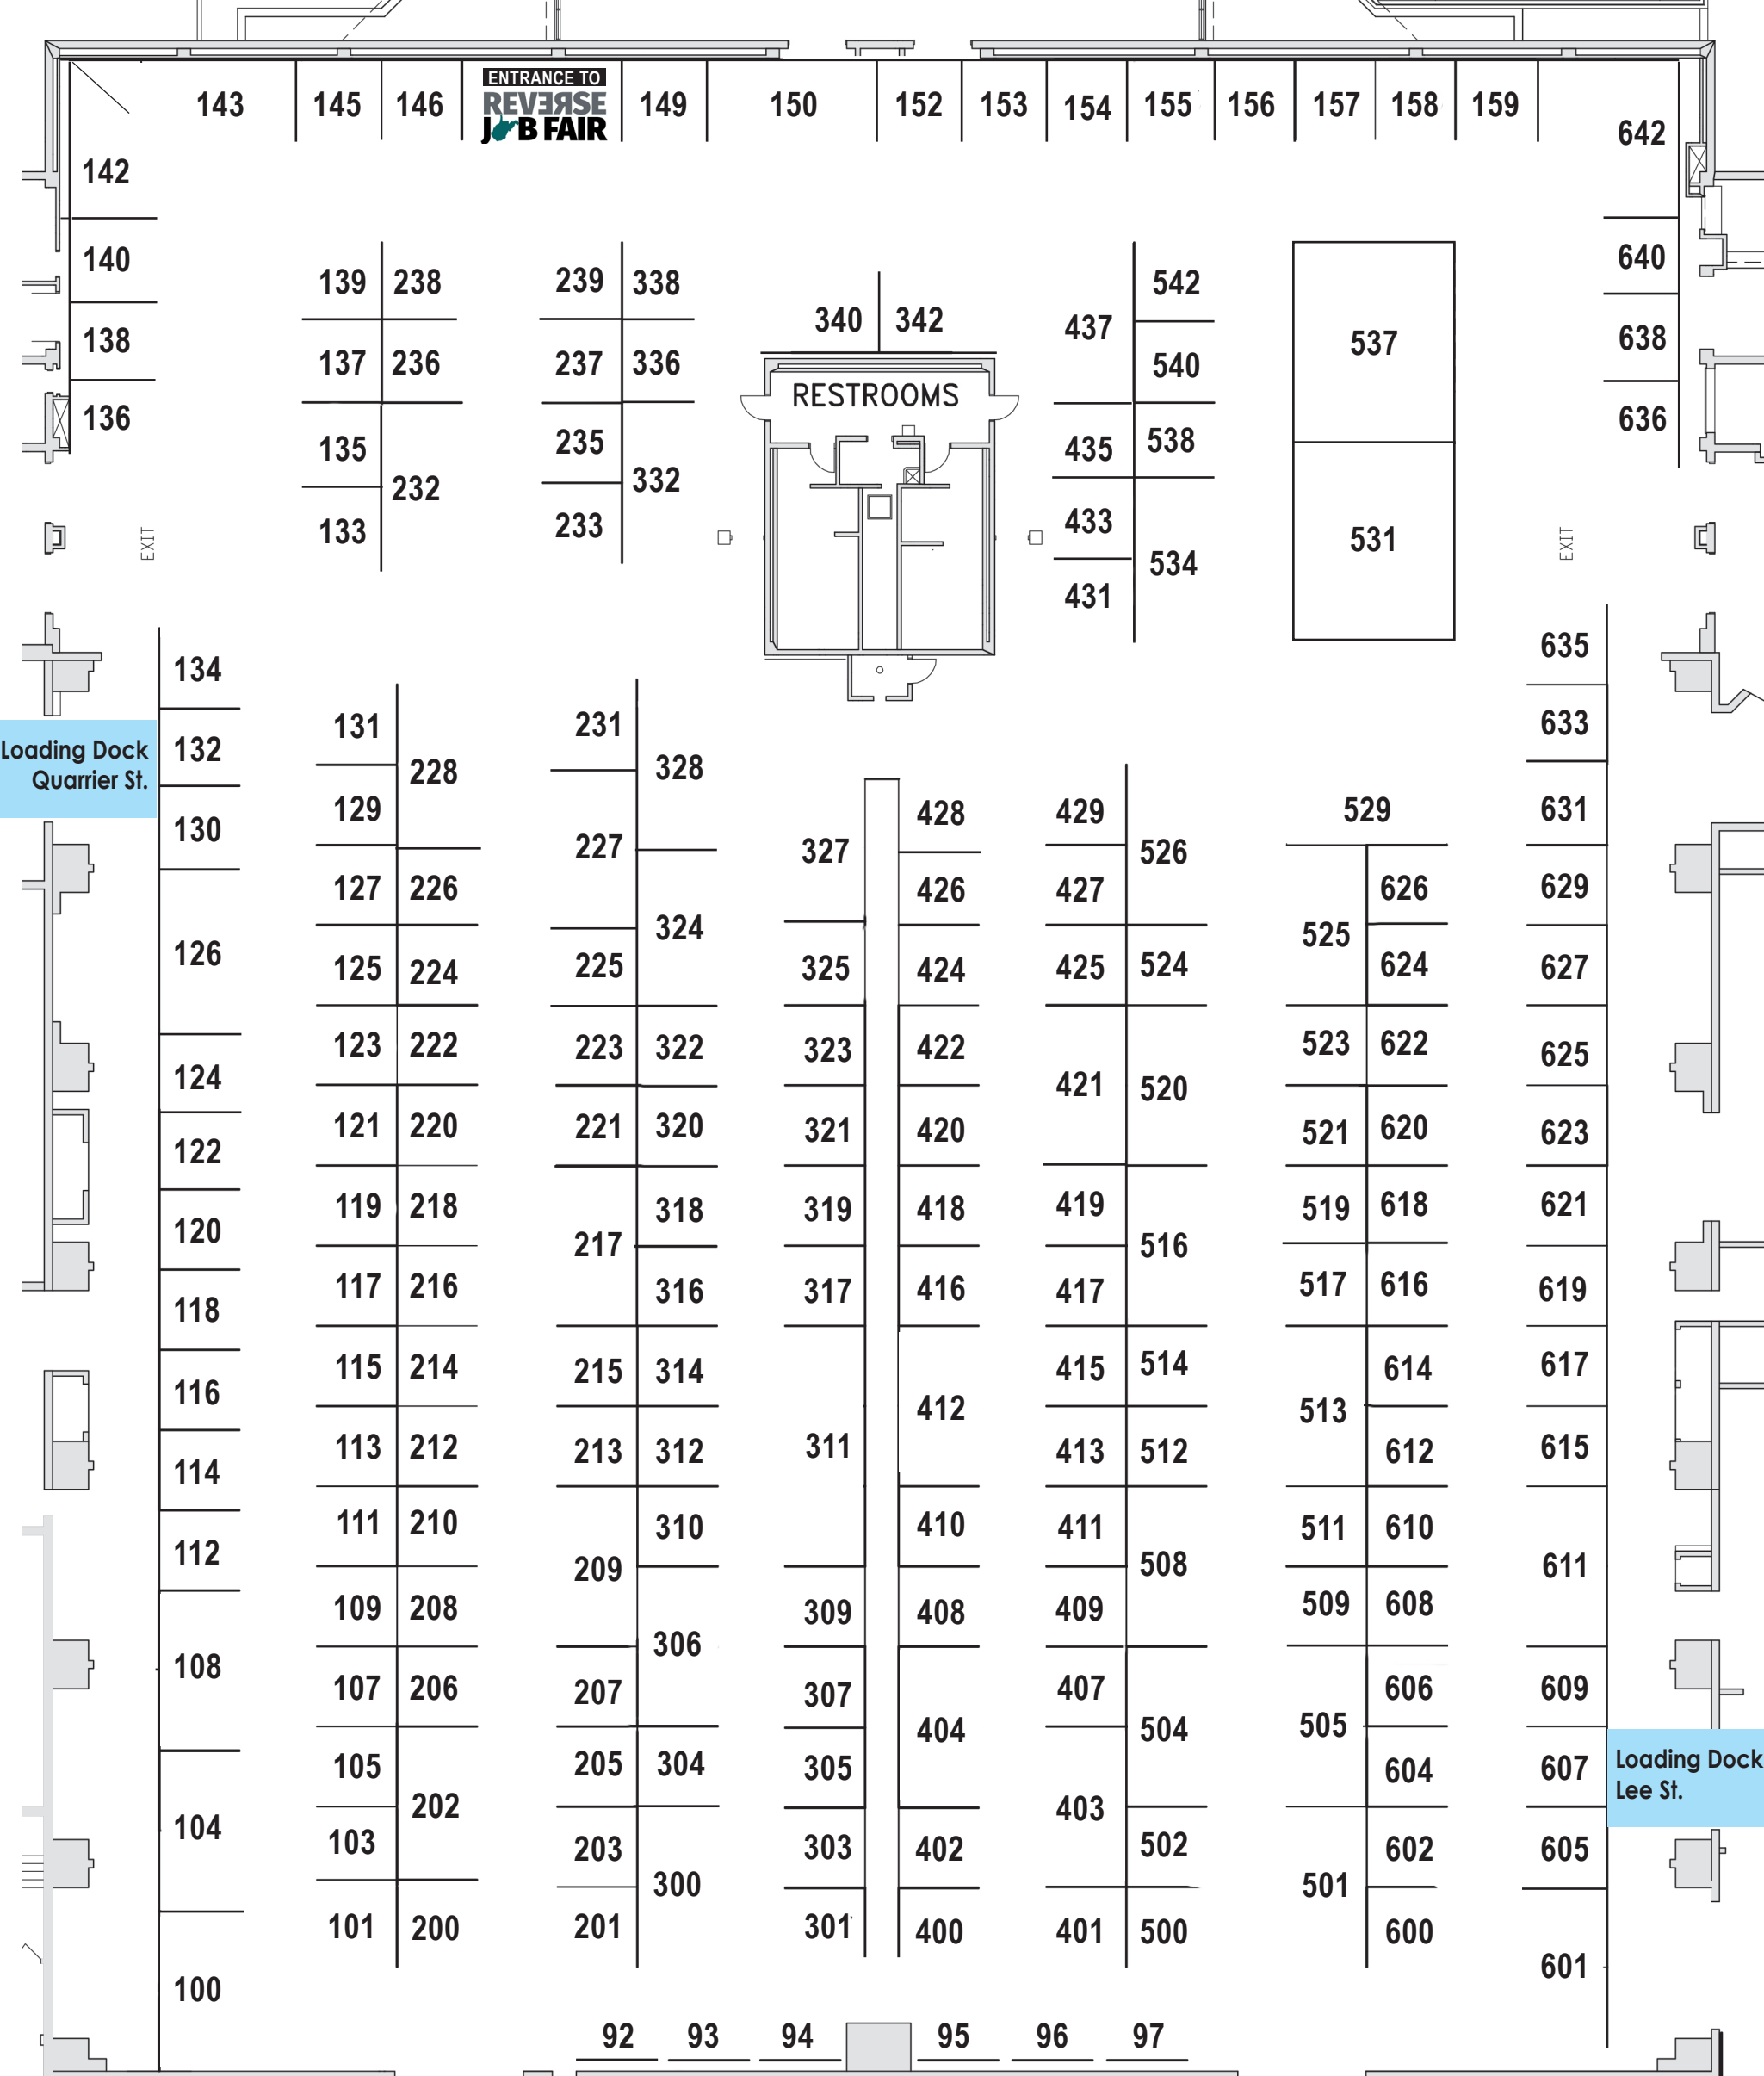 ENTRANCE TO
REVERSE
JOB FAIR
143 145 146 149 150 152 153 154 155 156 157 158 159
642
142
140 640
139 238 239 338 542
340 342 437
138 638
137 236 237 336 540 537
RESTROOMS
136 636
135 235 435 538
232 332
133 233 433 531
EXIT EXIT
534
431
134 635
131 231 633
Loading Dock
Quarrier St.
132
228 328
129 428 429 529 631
130
227 327 526
127 226 426 427 626 629
324 525
126
125 224 225 325 424 425 524 624 627
123 222 223 322 323 422 523 622 625
124 421 520
121 220 221 320 321 420 521 620 623
122
119 218 318 319 418 419 519 618 621
120 217 516
117 216 316 317 416 417 517 616 619
118
115 214 215 314 415 514 614 617
116 412 513
113 212 213 312 311 413 512 612 615
114
111 210 310 410 411 511 610
112 209 508 611
109 208 309 408 409 509 608
306
108
107 206 207 307 407 606 609
404 504 505
105 205 304 305 604 607
Loading Dock
Lee St.
202 403
104
103 203 303 402 502 602 605
300 501
101 200 201 301 400 401 500 600
601
100
92 93 94 95 96 97